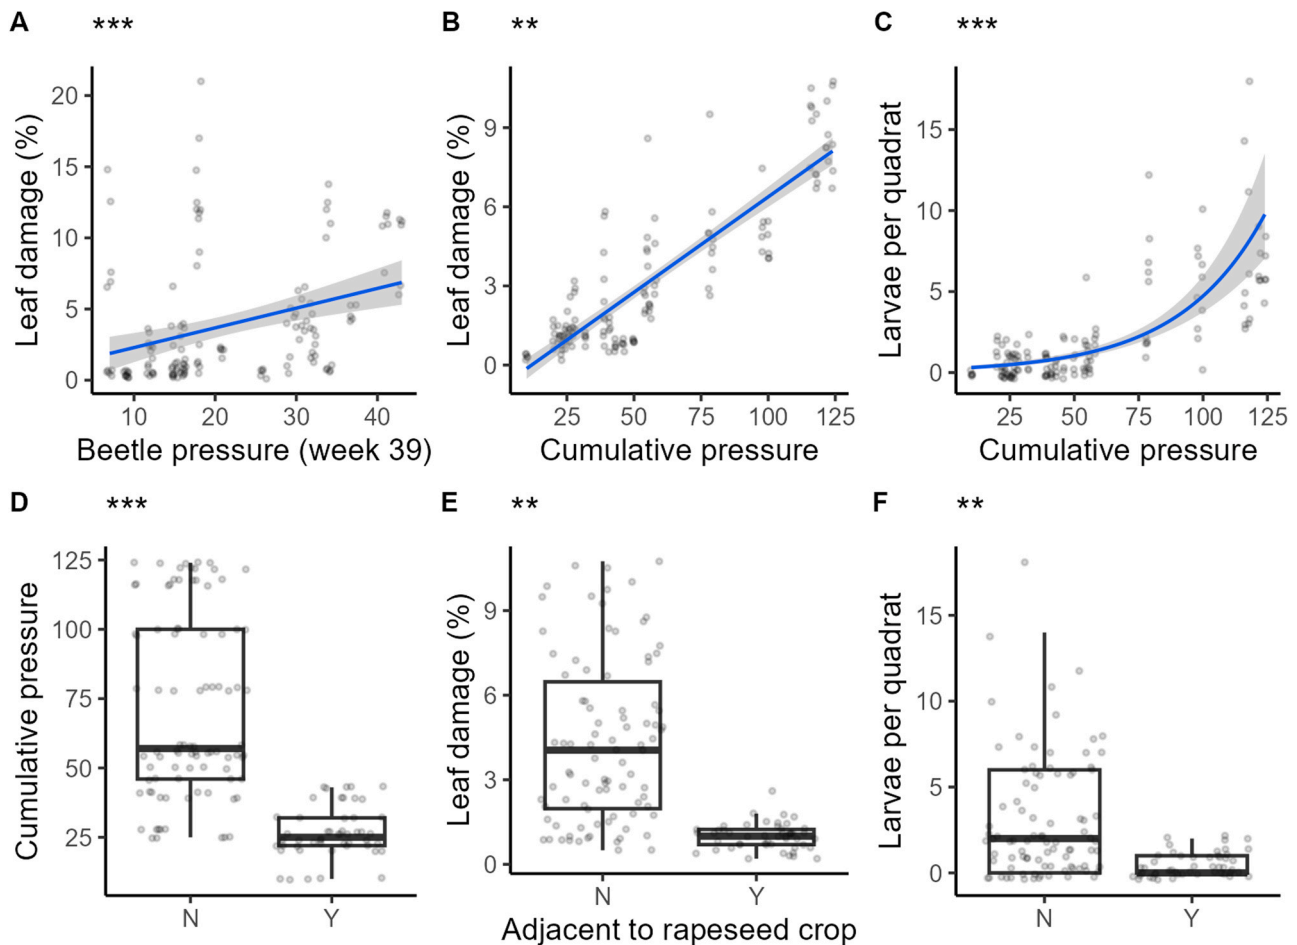 A ***
B **
C ***
Leaf damage (%)
20
15
10
5
0
10 20 30 40
Beetle pressure (week 39)
Leaf damage (%)
9
6
3
0
25 50 75 100 125
Cumulative pressure
Larvae per quadrat
15
10
5
0
25 50 75 100 125
Cumulative pressure
D ***
E **
F **
Cumulative pressure
125
100
75
50
25
N Y
Leaf damage (%)
9
6
3
0
N Y
Adjacent to rapeseed crop
Larvae per quadrat
15
10
5
0
N Y